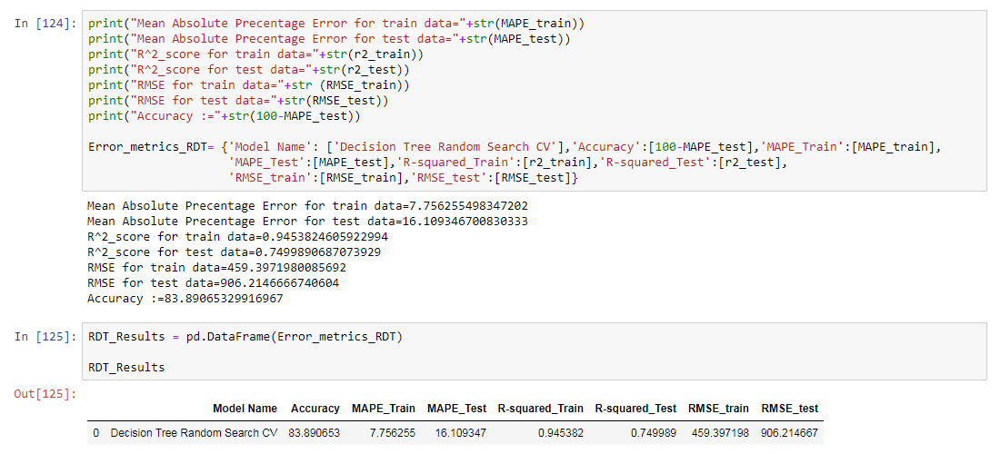 In [124]: print("Mean Absolute Precentage Error for train data="+str(MAPE_train))
print("Mean Absolute Precentage Error for test data="+str(MAPE_test))
print("R^2_score for train data="+str(r2_train))
print("R^2_score for test data="+str(r2_test))
print("RMSE for train data="+str (RMSE_train))
print("RMSE for test data="+str(RMSE_test))
print("Accuracy :="+str(100-MAPE_test))
Error_metrics_RDT= {'Model Name': ['Decision Tree Random Search CV'],'Accuracy':[100-MAPE_test],'MAPE_Train':[MAPE_train],
'MAPE_Test':[MAPE_test],'R-squared_Train':[r2_train],'R-squared_Test':[r2_test],
'RMSE_train':[RMSE_train],'RMSE_test':[RMSE_test]}
Mean Absolute Precentage Error for train data=7.756255498347202
Mean Absolute Precentage Error for test data=16.109346700830333
R^2_score for train data=0.9453824605922994
R^2_score for test data=0.7499890687073929
RMSE for train data=459.3971980085692
RMSE for test data=906.2146666740604
Accuracy :=83.89065329916967
In [125]: RDT_Results = pd.DataFrame(Error_metrics_RDT)
RDT_Results
Out[125]:
Model Name Accuracy MAPE_Train MAPE_Test R-squared_Train R-squared_Test RMSE_train RMSE_test
0 Decision Tree Random Search CV 83.890653 7.756255 16.109347 0.945382 0.749989 459.397198 906.214667